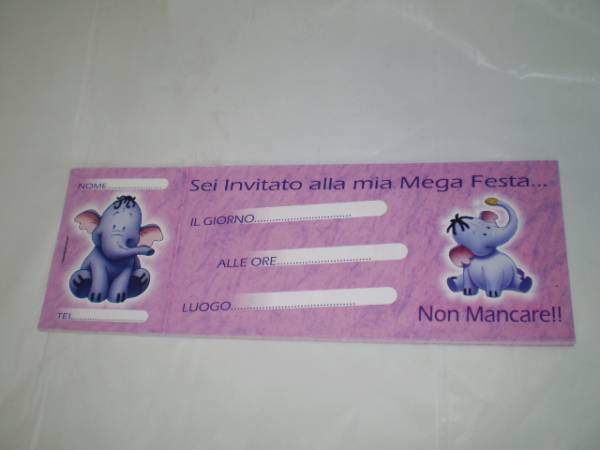 NOME
TEL
Sei Invitato alla mia Mega Festa...
IL GIORNO
ALLE ORE
LUOGO
Non Mancare!!